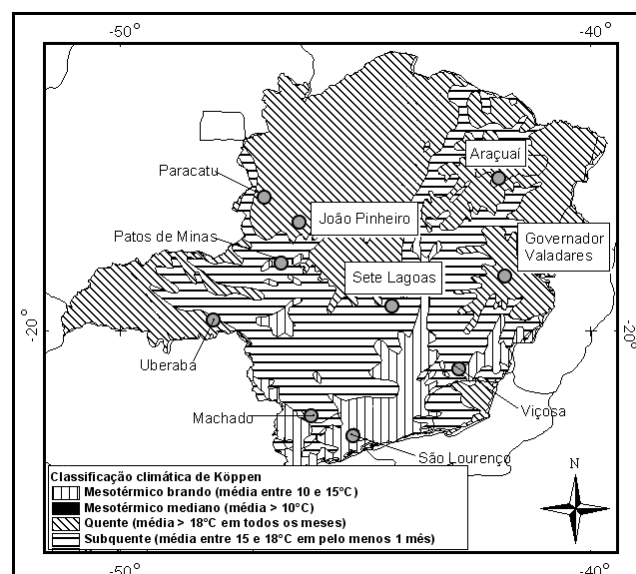 -50°
-40°
Araçuaí
Paracatu
João Pinheiro
Patos de Minas
Governador
Valadares
Sete Lagoas
-20°
-20°
Uberaba
Machado
Viçosa
São Lourenço
Classificação climática de Köppen
Mesotérmico brando (média entre 10 e 15°C)
Mesotérmico mediano (média > 10°C)
Quente (média > 18°C em todos os meses)
Subquente (média entre 15 e 18°C em pelo menos 1 mês)
N
-50°
-40°